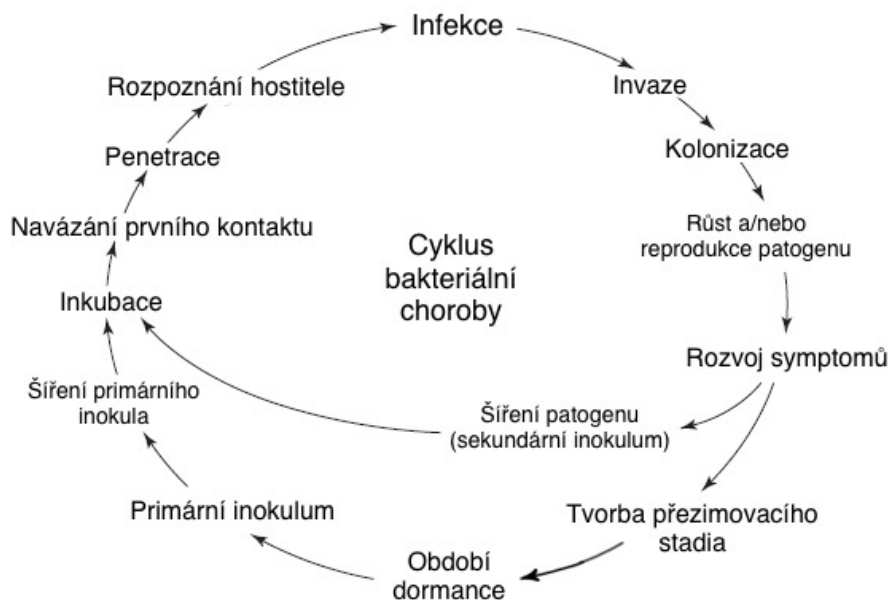 Infekce
Rozpoznání hostitele
Invaze
Penetrace
Kolonizace
Navázání prvního kontaktu
Růst a/nebo
reprodukce patogenu
Cyklus
bakteriální
choroby
Inkubace
Rozvoj symptomů
Šíření primárního
inokula
Šíření patogenu
(sekundární inokulum)
Primární inokulum
Tvorba přezimovacího
stadia
Období
dormance